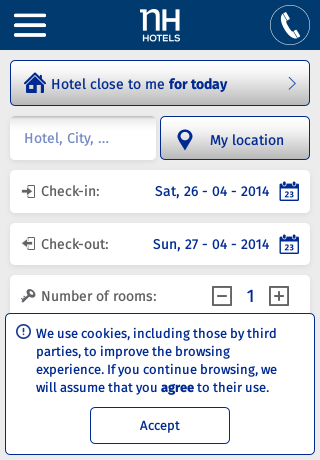 nH
HOTELS
Hotel close to me for today
Hotel, City, ...
My location
Check-in:
Sat, 26 - 04 - 2014
23
Check-out:
Sun, 27 - 04 - 2014
23
Number of rooms:
1
We use cookies, including those by third
parties, to improve the browsing
experience. If you continue browsing, we
will assume that you agree to their use.
Accept